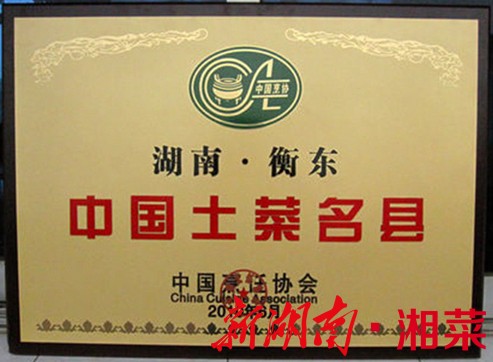 中国烹协
湖南·衡东
中国土菜名县
中国烹饪协会
China Cuisine Association
新湖南·湘菜